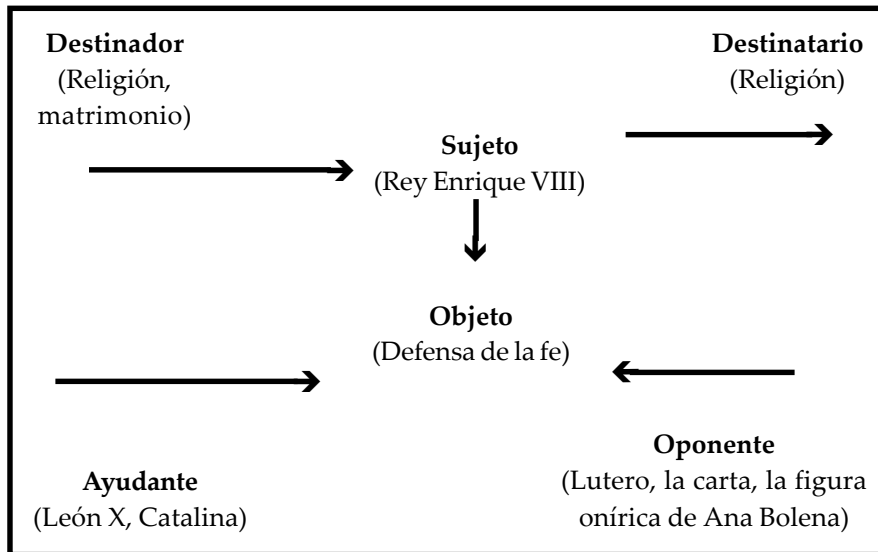 Destinador
(Religión,
matrimonio)
Destinatario
(Religión)
Sujeto
(Rey Enrique VIII)
Objeto
(Defensa de la fe)
Ayudante
(León X, Catalina)
Oponente
(Lutero, la carta, la figura
onírica de Ana Bolena)